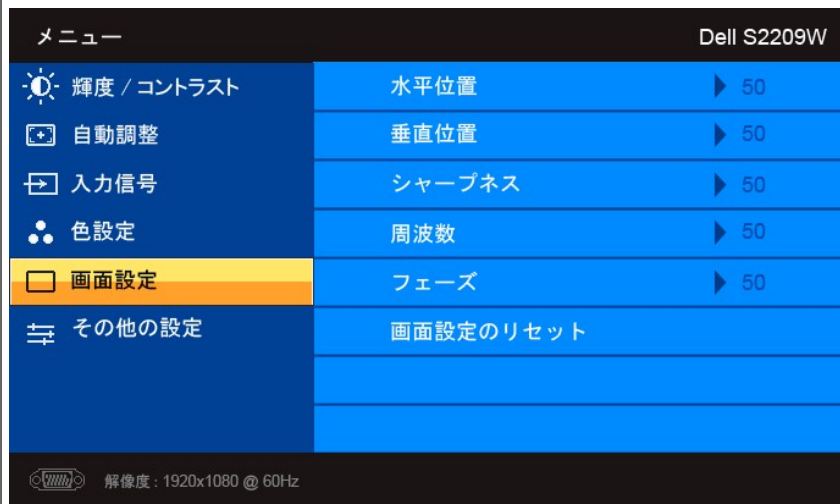 メニュー Dell S2209W
輝度 / コントラスト 水平位置 50
自動調整 垂直位置 50
入力信号 シャープネス 50
色設定 周波数 50
画面設定 フェーズ 50
その他の設定 画面設定のリセット
解像度 : 1920x1080 @ 60Hz